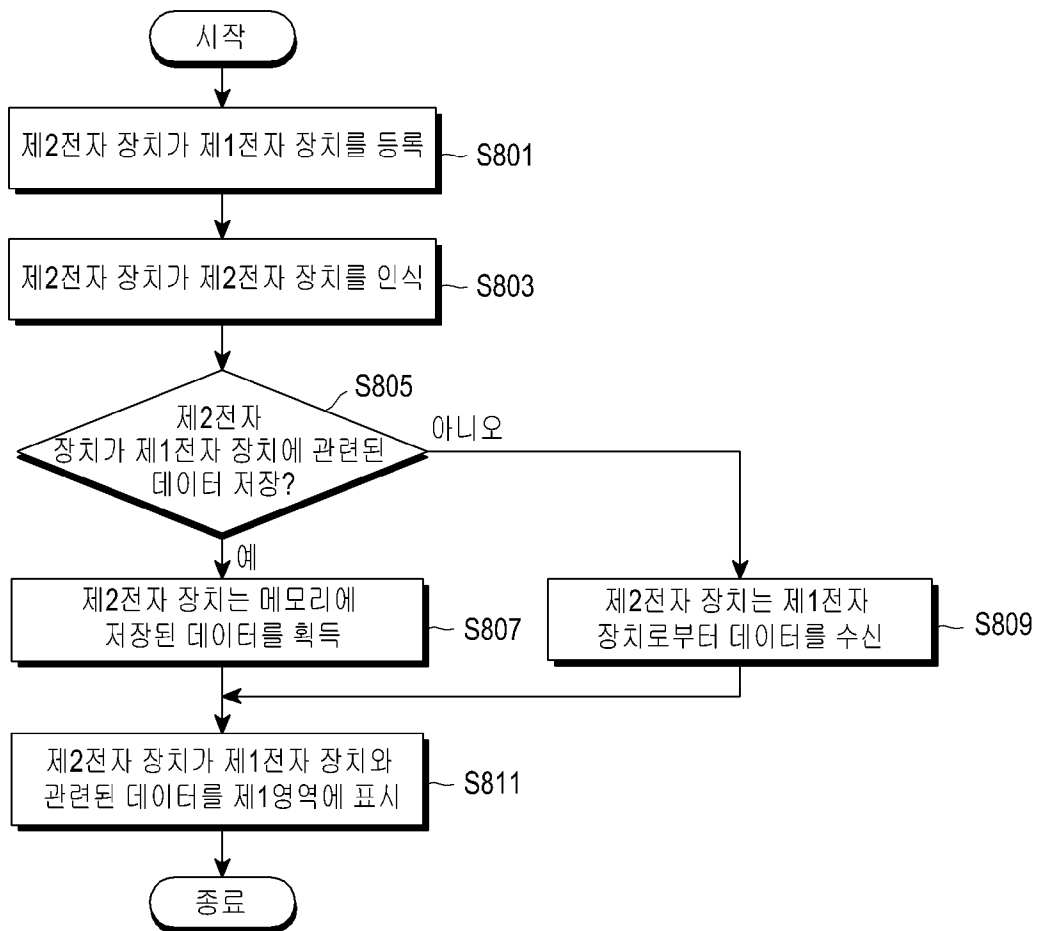 시작
제2전자 장치가 제1전자 장치를 등록
S801
제2전자 장치가 제2전자 장치를 인식
S803
S805
제2전자
장치가 제1전자 장치에 관련된
데이터 저장?
아니오
예
제2전자 장치는 메모리에
저장된 데이터를 획득
S807
제2전자 장치는 제1전자
장치로부터 데이터를 수신
S809
제2전자 장치가 제1전자 장치와
관련된 데이터를 제1영역에 표시
S811
종료